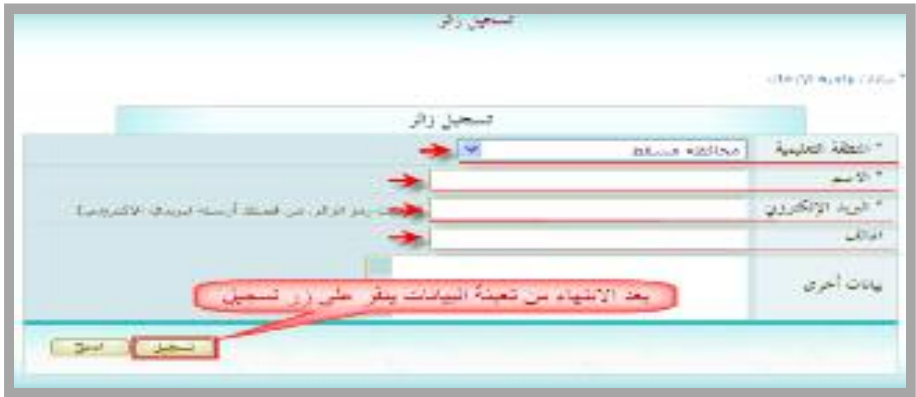 تسجيل زائر
تسجيل زائر
* المنطقة التعليمية محافظة مسقط
* الاسم
* البريد الإلكتروني
الهاتف
بيانات أخرى
بعد الانتهاء من تعبئة البيانات ينقر على زر تسجيل
تسجيل